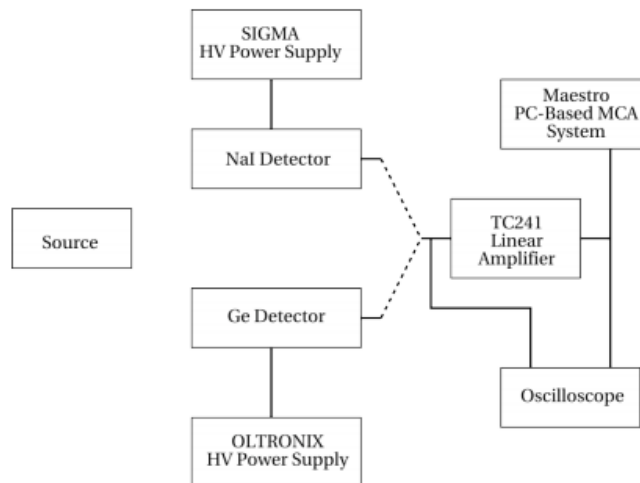 SIGMA
HV Power Supply
Maestro
PC-Based MCA
System
NaI Detector
Source
TC241
Linear
Amplifier
Ge Detector
Oscilloscope
OLTRONIX
HV Power Supply